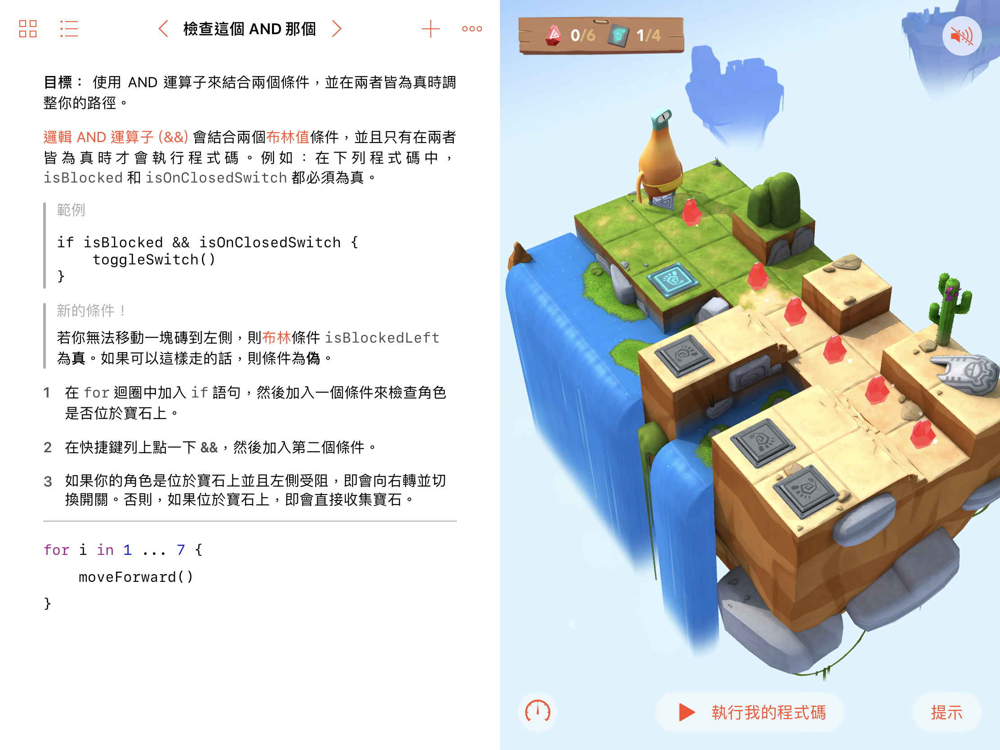 檢查這個 AND 那個
0/6 1/4
目標： 使用 AND 運算子來結合兩個條件，並在兩者皆為真時調
整你的路徑。
邏輯 AND 運算子 (&&) 會結合兩個布林值條件，並且只有在兩者
皆為真時才會執行程式碼。例如：在下列程式碼中，
isBlocked 和 isOnClosedSwitch 都必須為真。
範例
if isBlocked && isOnClosedSwitch {
    toggleSwitch()
}
新的條件！
若你無法移動一塊磚到左側，則布林條件 isBlockedLeft
為真。如果可以這樣走的話，則條件為偽。
1 在 for 迴圈中加入 if 語句，然後加入一個條件來檢查角色
是否位於寶石上。
2 在快捷鍵列上點一下 &&，然後加入第二個條件。
3 如果你的角色是位於寶石上並且左側受阻，即會向右轉並切
換開關。否則，如果位於寶石上，即會直接收集寶石。
for i in 1 ... 7 {
    moveForward()
}
執行我的程式碼
提示